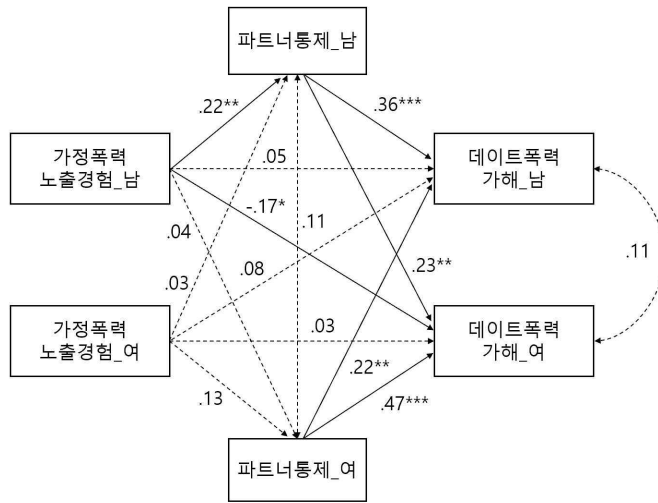 파트너통제_남
.22**
.36***
가정폭력
노출경험_남
.05
데이트폭력
가해_남
-.17*
.04
.11
.11
.03
.08
.23**
가정폭력
노출경험_여
.03
데이트폭력
가해_여
.13
.22**
.47***
파트너통제_여